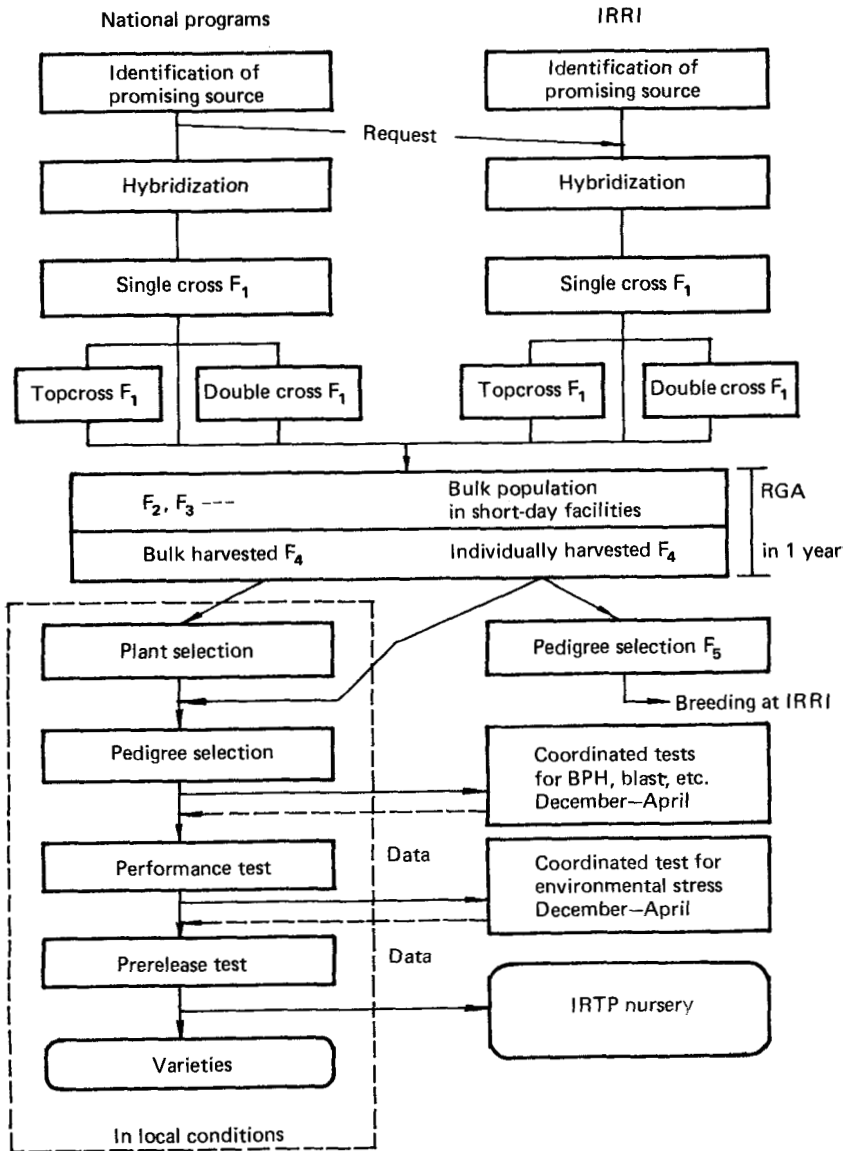 National programs
IRRI
Identification of
promising source
Identification of
promising source
Request
Hybridization
Hybridization
Single cross F₁
Single cross F₁
Topcross F₁
Double cross F₁
Topcross F₁
Double cross F₁
F₂, F₃ ---
Bulk population
in short-day facilities
RGA
Bulk harvested F₄
Individually harvested F₄
in 1 year
Plant selection
Pedigree selection F₅
Breeding at IRRI
Pedigree selection
Coordinated tests
for BPH, blast, etc.
December—April
Data
Performance test
Coordinated test for
environmental stress
December—April
Data
Prerelease test
IRTP nursery
Varieties
In local conditions